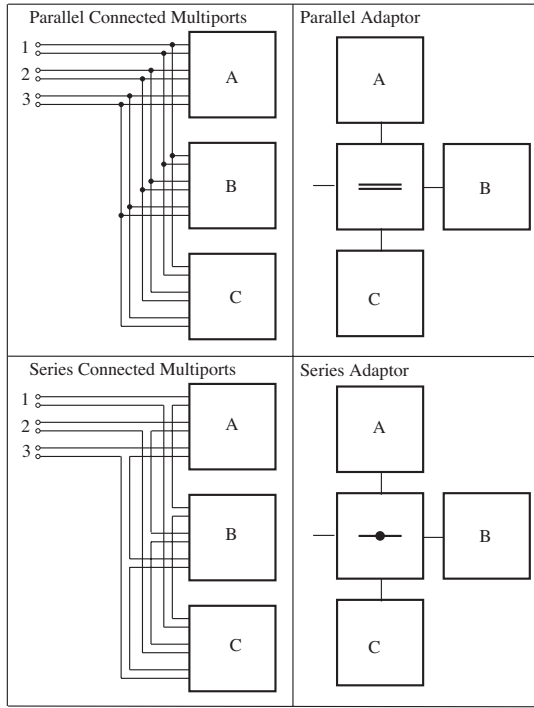 Parallel Connected Multiports
1
2
3
A
B
C
Parallel Adaptor
A
B
C
Series Connected Multiports
1
2
3
A
B
C
Series Adaptor
A
B
C